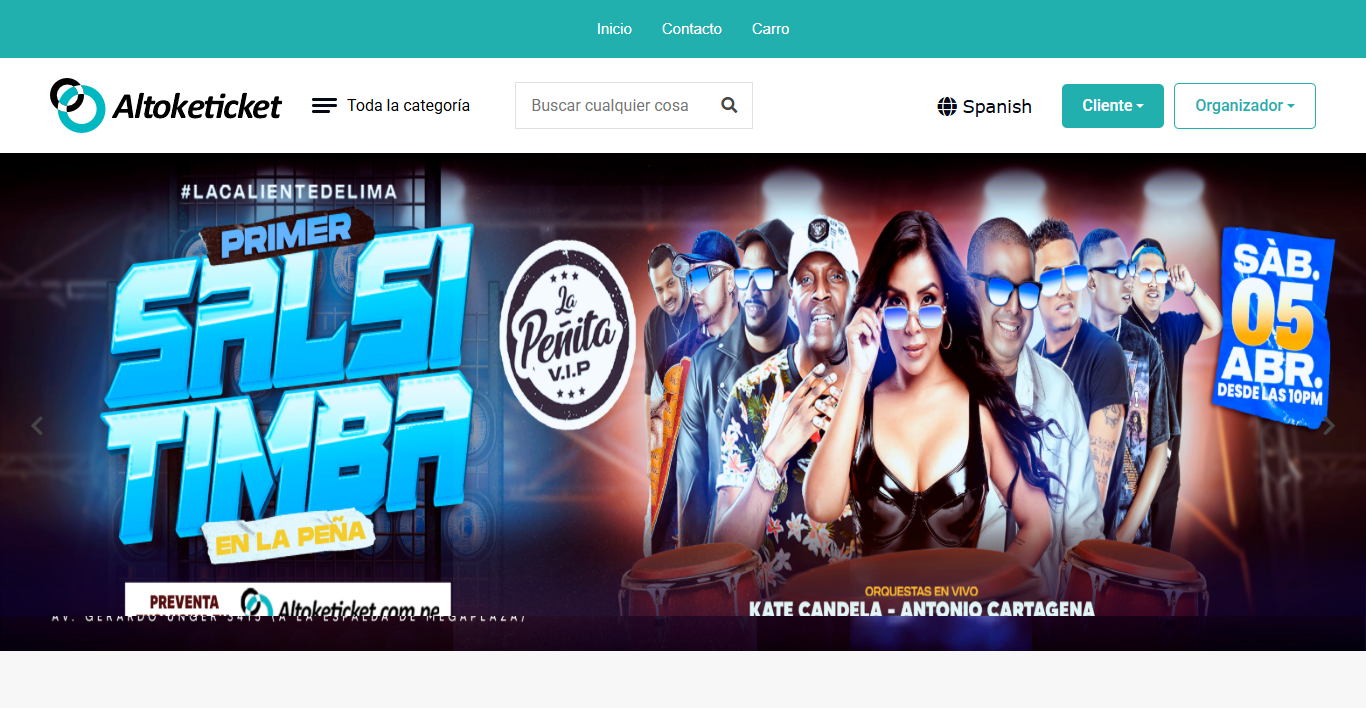 Inicio Contacto Carro
Altoketicket
Toda la categoría
Buscar cualquier cosa
Spanish
Cliente
Organizador
#LACALIENTEDELIMA
PRIMER
SALSI
TIMBA
EN LA PEÑA
PREVENTA Altoketicket.com.pe
AV. GERARDO UNGER 5415 (A LA ESPALDA DE MEGAPLAZA)
La
Peñita
V.I.P
ORQUESTAS EN VIVO
KATE CANDELA - ANTONIO CARTAGENA
SÀB.
05
ABR.
DESDE LAS 10PM